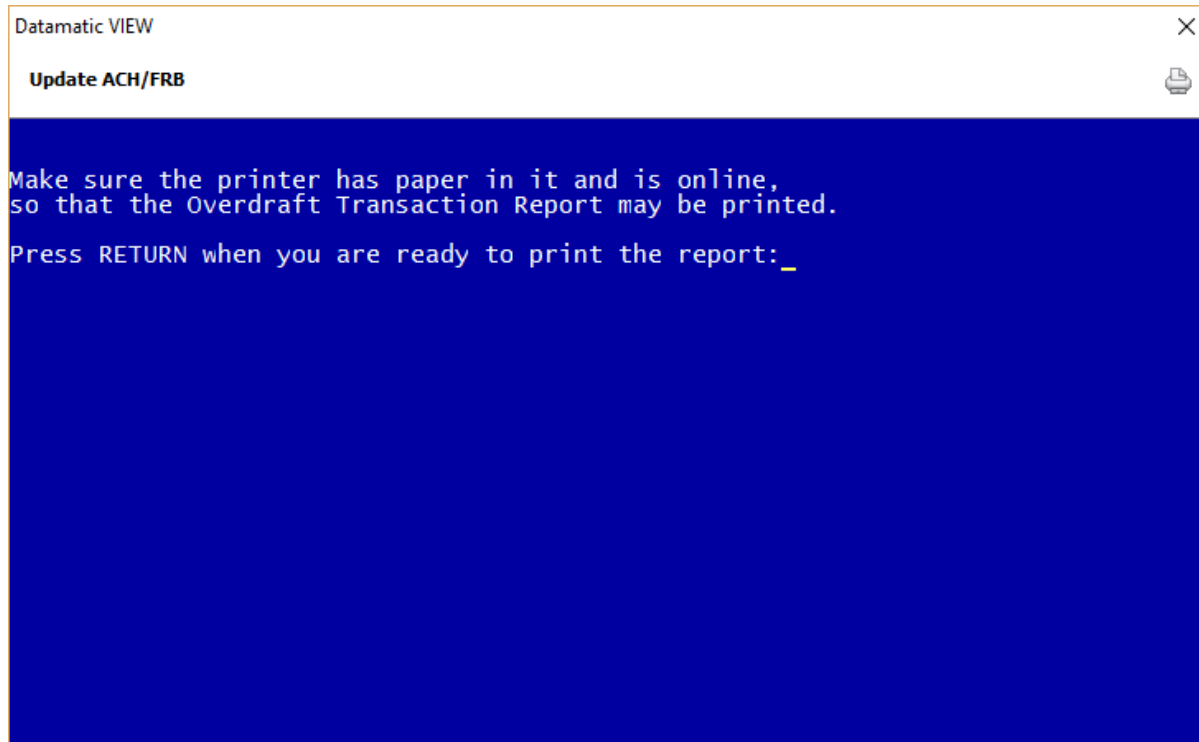 Datamatic VIEW
Update ACH/FRB
Make sure the printer has paper in it and is online,
so that the Overdraft Transaction Report may be printed.
Press RETURN when you are ready to print the report:_